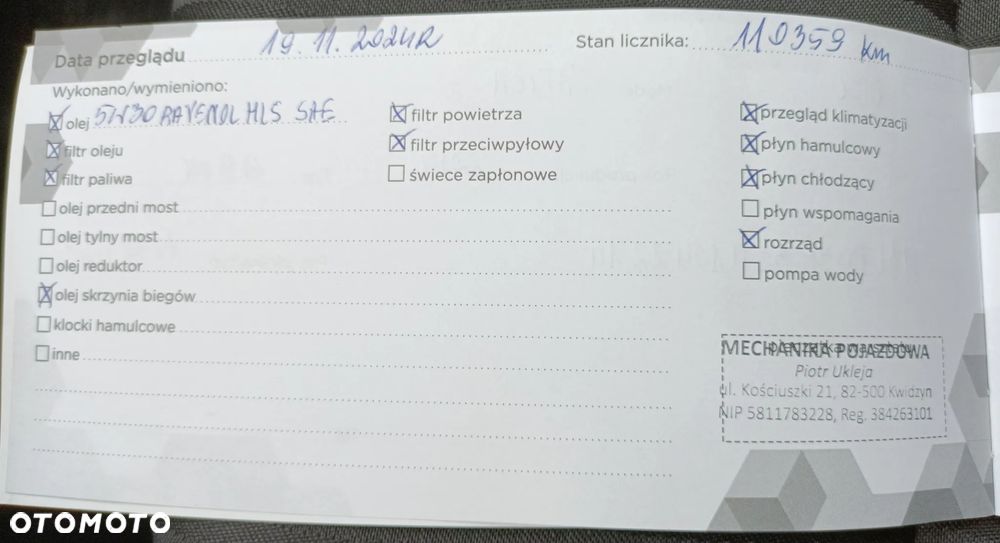 Data przeglądu 19.11.2024R
Stan licznika: 110359 km
Wykonano/wymieniono:
olej 5W30 RAVENOL HLS SAE
filtr oleju
filtr paliwa
olej przedni most
olej tylny most
olej reduktor
olej skrzynia biegów
klocki hamulcowe
inne
filtr powietrza
filtr przeciwpyłowy
świece zapłonowe
przegląd klimatyzacji
płyn hamulcowy
płyn chłodzący
płyn wspomagania
rozrząd
pompa wody
MECHANIKA POJAZDOWA
Piotr Ukleja
ul. Kościuszki 21, 82-500 Kwidzyn
NIP 5811783228, Reg. 384263101
OTOMOTO